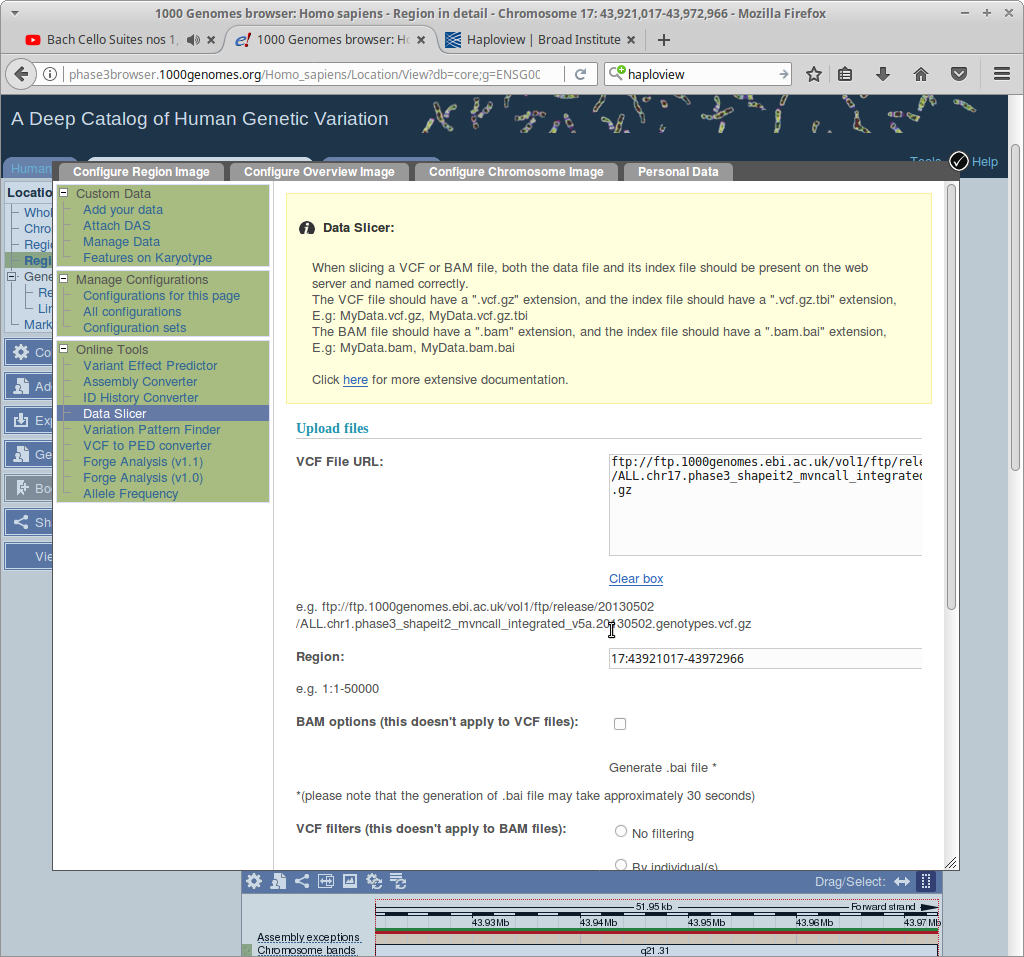 1000 Genomes browser: Homo sapiens - Region in detail - Chromosome 17: 43,921,017-43,972,966 - Mozilla Firefox
Bach Cello Suites nos 1,
1000 Genomes browser: Ho
Haploview | Broad Institute
phase3browser.1000genomes.org/Homo_sapiens/Location/View?db=core;g=ENSG00
haploview
A Deep Catalog of Human Genetic Variation
Human
Tools
Help
Configure Region Image
Configure Overview Image
Configure Chromosome Image
Personal Data
Locatio
Whol
Chro
Regi
Regi
Gene
Re
Lin
Mark
Co
Ad
Exp
Ge
Bo
Sh
Vie
Custom Data
Add your data
Attach DAS
Manage Data
Features on Karyotype
Manage Configurations
Configurations for this page
All configurations
Configuration sets
Online Tools
Variant Effect Predictor
Assembly Converter
ID History Converter
Data Slicer
Variation Pattern Finder
VCF to PED converter
Forge Analysis (v1.1)
Forge Analysis (v1.0)
Allele Frequency
Data Slicer:
When slicing a VCF or BAM file, both the data file and its index file should be present on the web
server and named correctly.
The VCF file should have a ".vcf.gz" extension, and the index file should have a ".vcf.gz.tbi" extension,
E.g: MyData.vcf.gz, MyData.vcf.gz.tbi
The BAM file should have a ".bam" extension, and the index file should have a ".bam.bai" extension,
E.g: MyData.bam, MyData.bam.bai
Click here for more extensive documentation.
Upload files
VCF File URL:
ftp://ftp.1000genomes.ebi.ac.uk/vol1/ftp/rele
/ALL.chr17.phase3_shapeit2_mvncall_integrated
.gz
Clear box
e.g. ftp://ftp.1000genomes.ebi.ac.uk/vol1/ftp/release/20130502
/ALL.chr1.phase3_shapeit2_mvncall_integrated_v5a.20130502.genotypes.vcf.gz
Region:
17:43921017-43972966
e.g. 1:1-50000
BAM options (this doesn't apply to VCF files):
Generate .bai file *
*(please note that the generation of .bai file may take approximately 30 seconds)
VCF filters (this doesn't apply to BAM files):
No filtering
By individual(s)
Drag/Select:
51.95 kb
Forward strand
43.93Mb
43.94Mb
43.95Mb
43.96Mb
43.97Mb
Assembly exceptions
Chromosome bands
q21.31